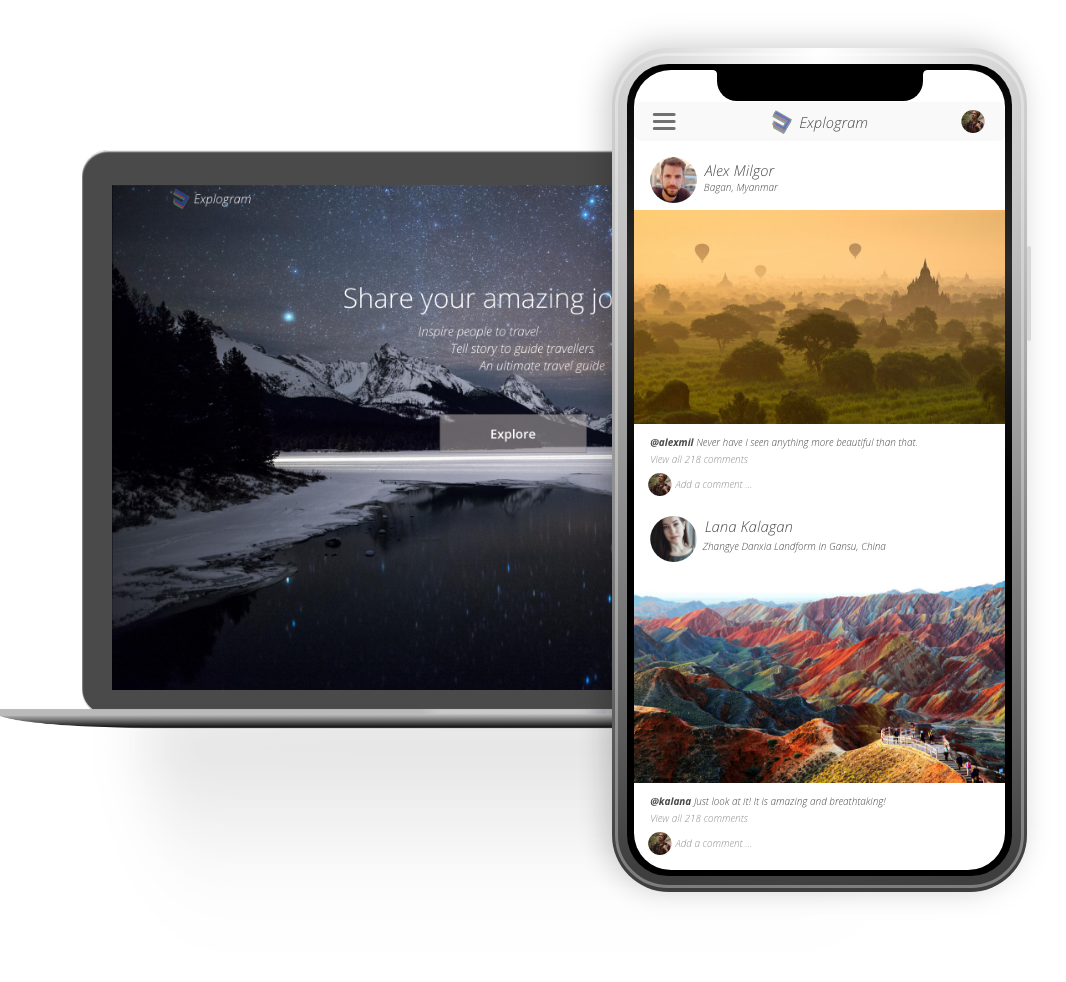 Explogram
Share your amazing jo
Inspire people to travel
Tell story to guide travellers
An ultimate travel guide
Explore
Explogram
Alex Milgor
Bagan, Myanmar
@alexmil Never have I seen anything more beautiful than that.
View all 218 comments
Add a comment ...
Lana Kalagan
Zhangye Danxia Landform in Gansu, China
@kalana Just look at it! It is amazing and breathtaking!
View all 218 comments
Add a comment ...